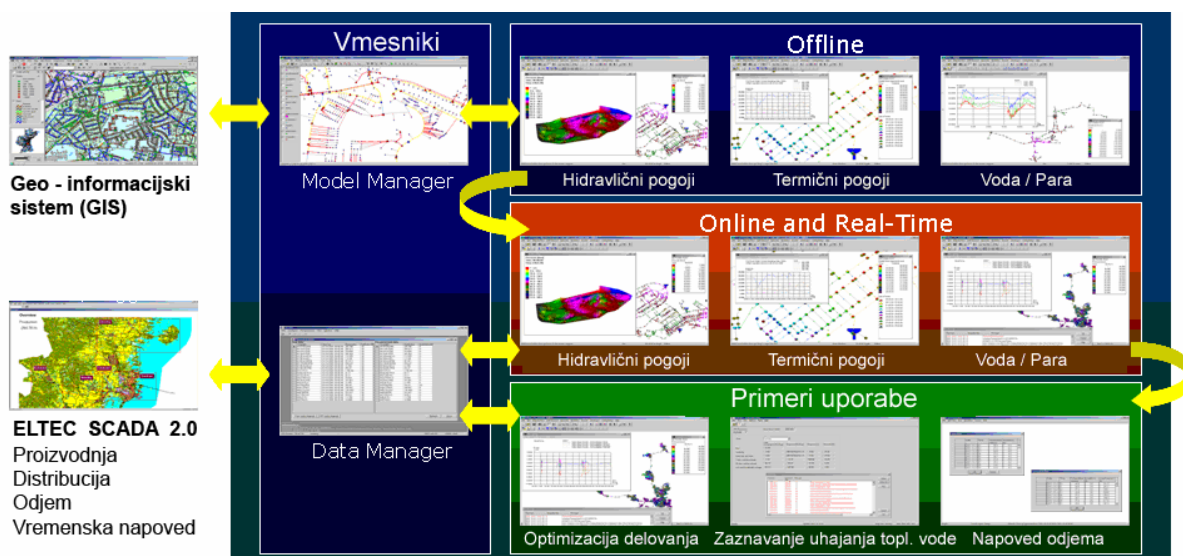 Geo - informacijski
sistem (GIS)
ELTEC SCADA 2.0
Proizvodnja
Distribucija
Odjem
Vremenska napoved
Vmesniki
Model Manager
Data Manager
Offline
Hidravlični pogoji
Termični pogoji
Voda / Para
Online and Real-Time
Hidravlični pogoji
Termični pogoji
Voda / Para
Primeri uporabe
Optimizacija delovanja
Zaznavanje uhajanja topl. vode
Napoved odjema